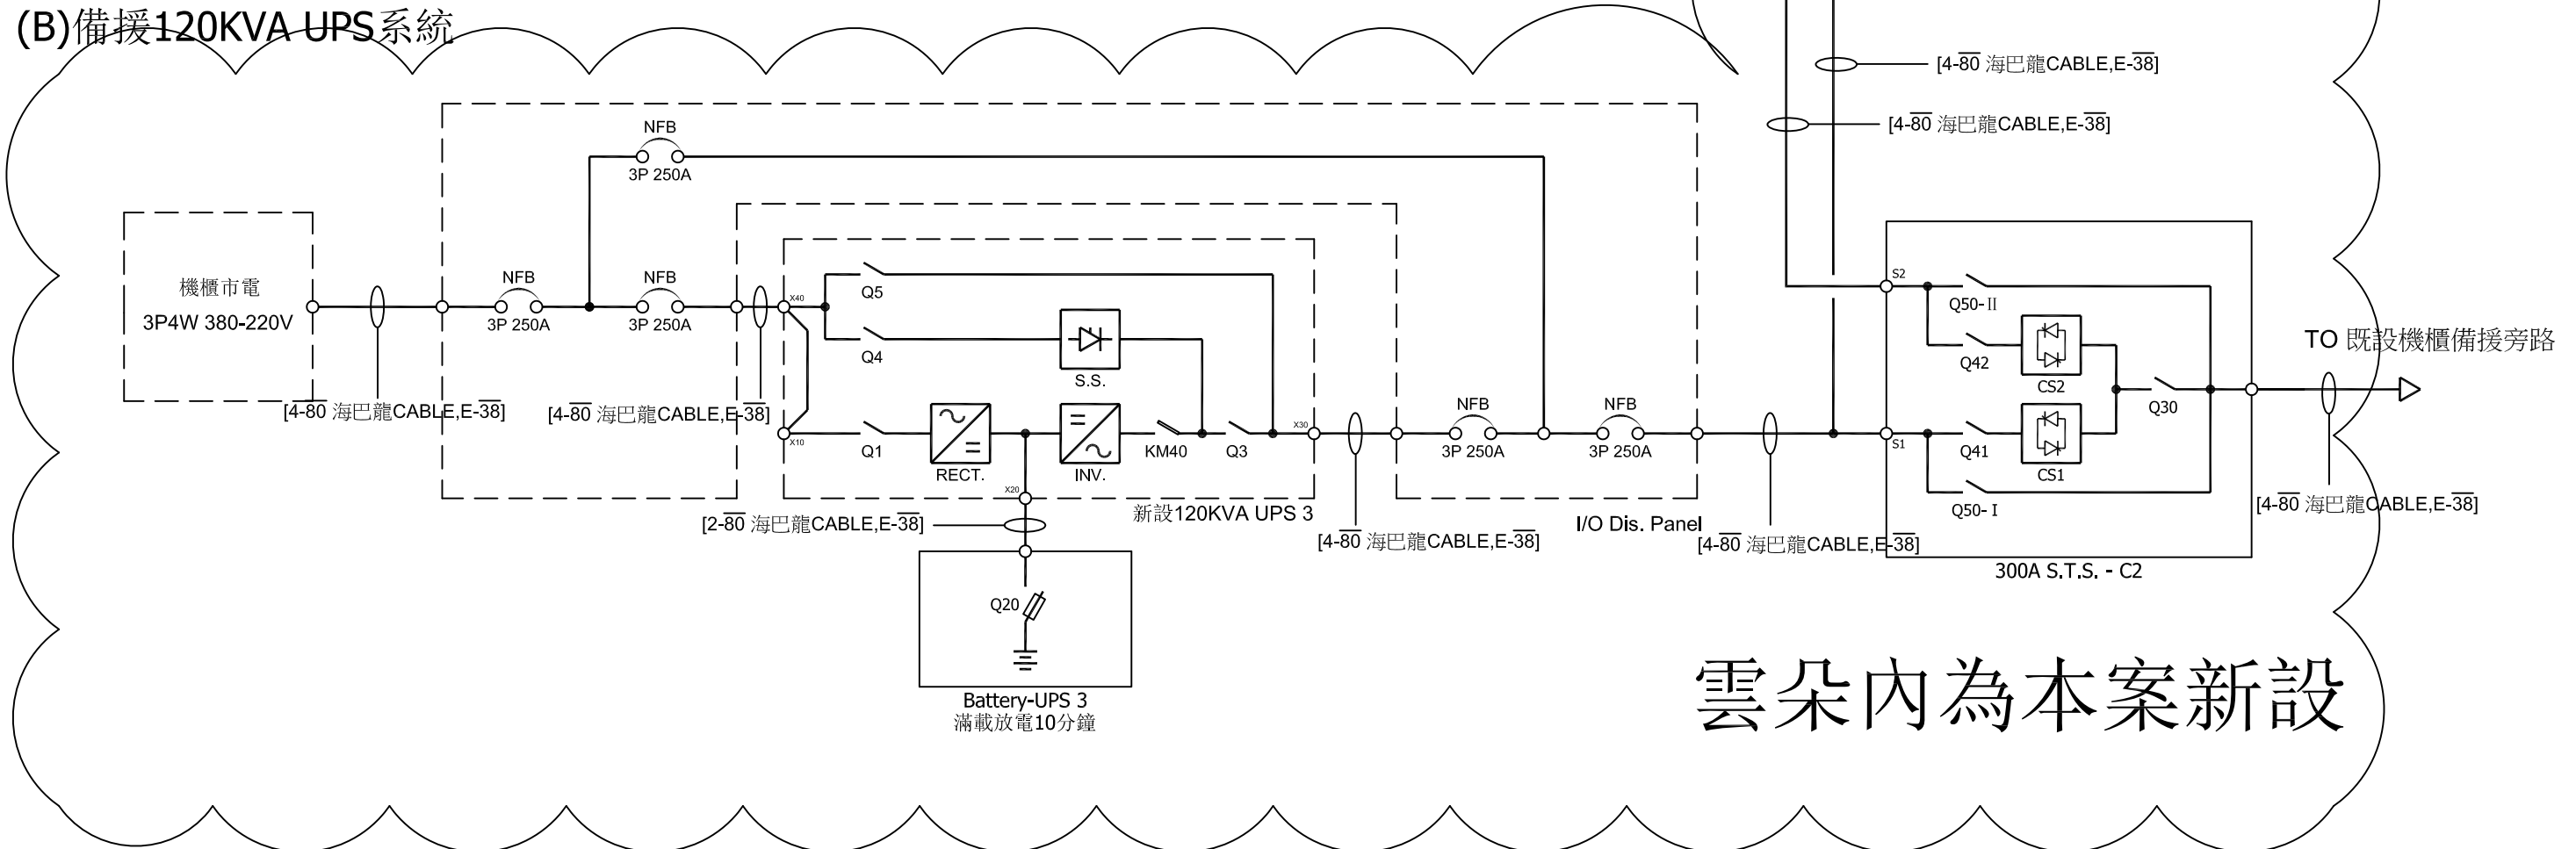 (B)備援120KVA UPS系統
[4-80 海巴龍CABLE,E-38]
[4-80 海巴龍CABLE,E-38]
NFB
3P 250A
機櫃市電
3P4W 380-220V
NFB
3P 250A
NFB
3P 250A
[4-80 海巴龍CABLE,E-38]
[4-80 海巴龍CABLE,E-38]
X40
Q5
Q4
S.S.
X10
Q1
RECT.
INV.
KM40
Q3
X30
X20
新設120KVA UPS 3
[2-80 海巴龍CABLE,E-38]
Q20
Battery-UPS 3
滿載放電10分鐘
NFB
3P 250A
NFB
3P 250A
[4-80 海巴龍CABLE,E-38]
I/O Dis. Panel
[4-80 海巴龍CABLE,E-38]
S2
Q50-II
Q42
CS2
Q30
S1
Q41
CS1
Q50-I
300A S.T.S. - C2
TO 既設機櫃備援旁路
[4-80 海巴龍CABLE,E-38]
雲朵內為本案新設